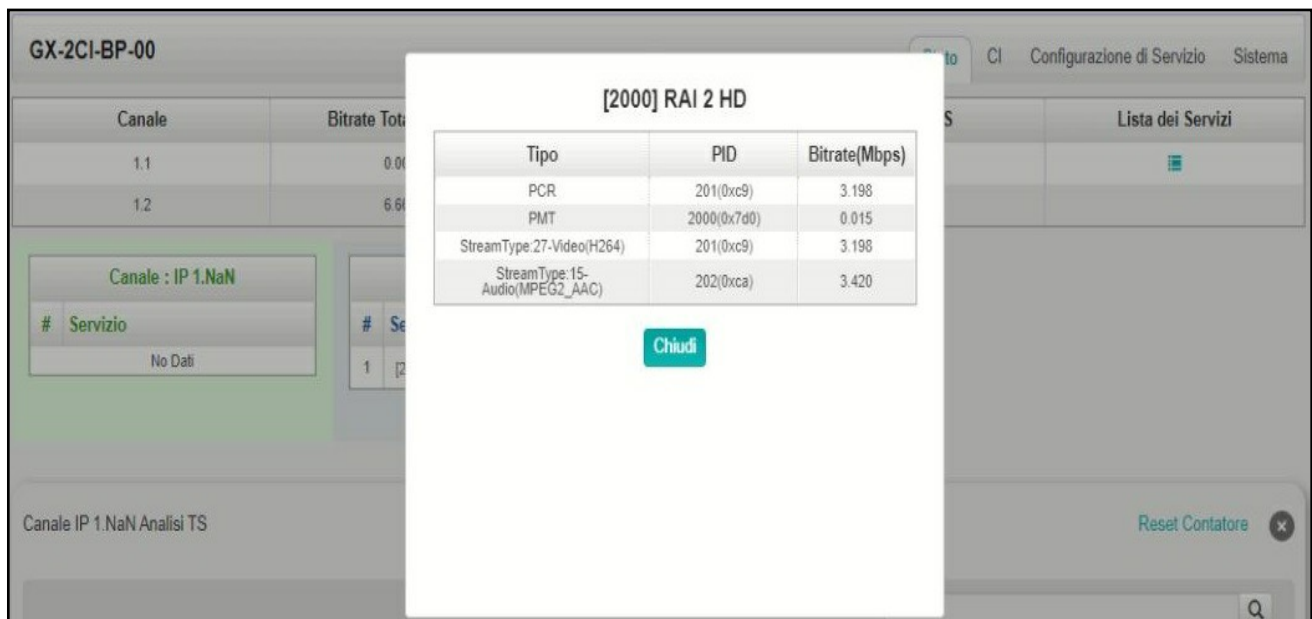 GX-2CI-BP-00
CI Configurazione di Servizio Sistema
Canale Bitrate Lista dei Servizi
1.1
1.2
Canale : IP 1.NaN
# Servizio
No Dati
#
1
[2000] RAI 2 HD
Tipo PID Bitrate(Mbps)
PCR 201(0xc9) 3.198
PMT 2000(0x7d0) 0.015
StreamType:27-Video(H264) 201(0xc9) 3.198
StreamType:15-
Audio(MPEG2_AAC) 202(0xca) 3.420
Chiudi
Canale IP 1.NaN Analisi TS Reset Contatore